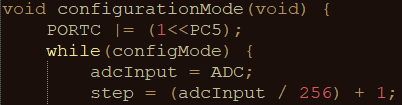 void configurationMode(void) {
PORTC |= (1<<PC5);
while(configMode) {
adcInput = ADC;
step = (adcInput / 256) + 1;